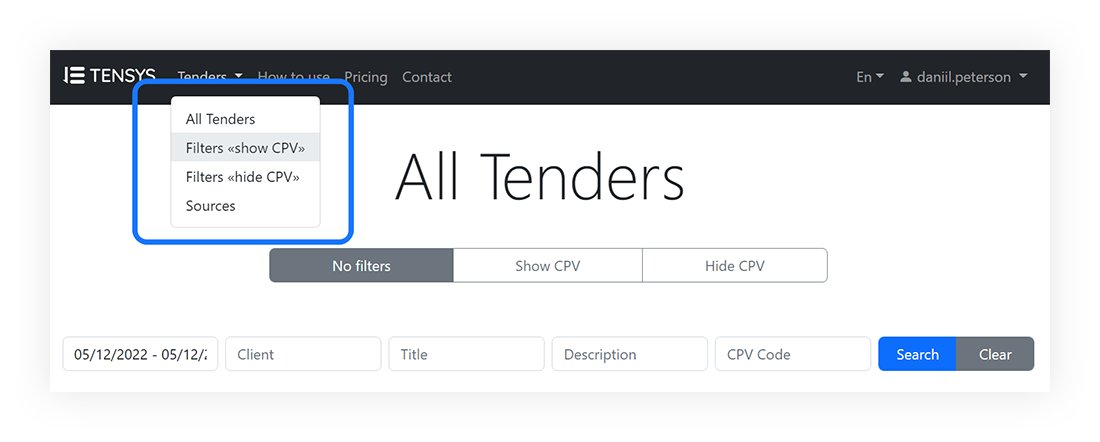 TENSYS Tenders How to use Pricing Contact En daniil.peterson
All Tenders
Filters «show CPV»
Filters «hide CPV»
Sources
All Tenders
No filters Show CPV Hide CPV
05/12/2022 - 05/12/ Client Title Description CPV Code Search Clear